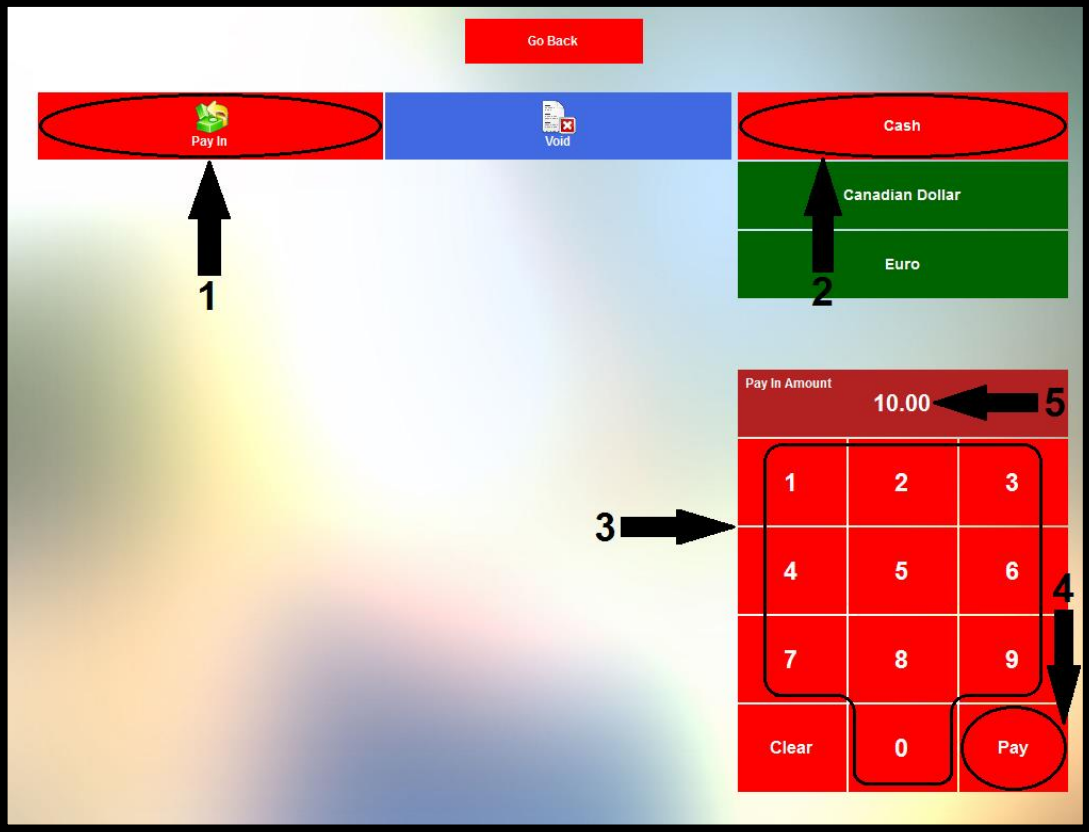 Go Back
Pay In
Void
Cash
Canadian Dollar
Euro
1
2
Pay In Amount
10.00
5
1 2 3
3
4 5 6
4
7 8 9
Clear 0 Pay